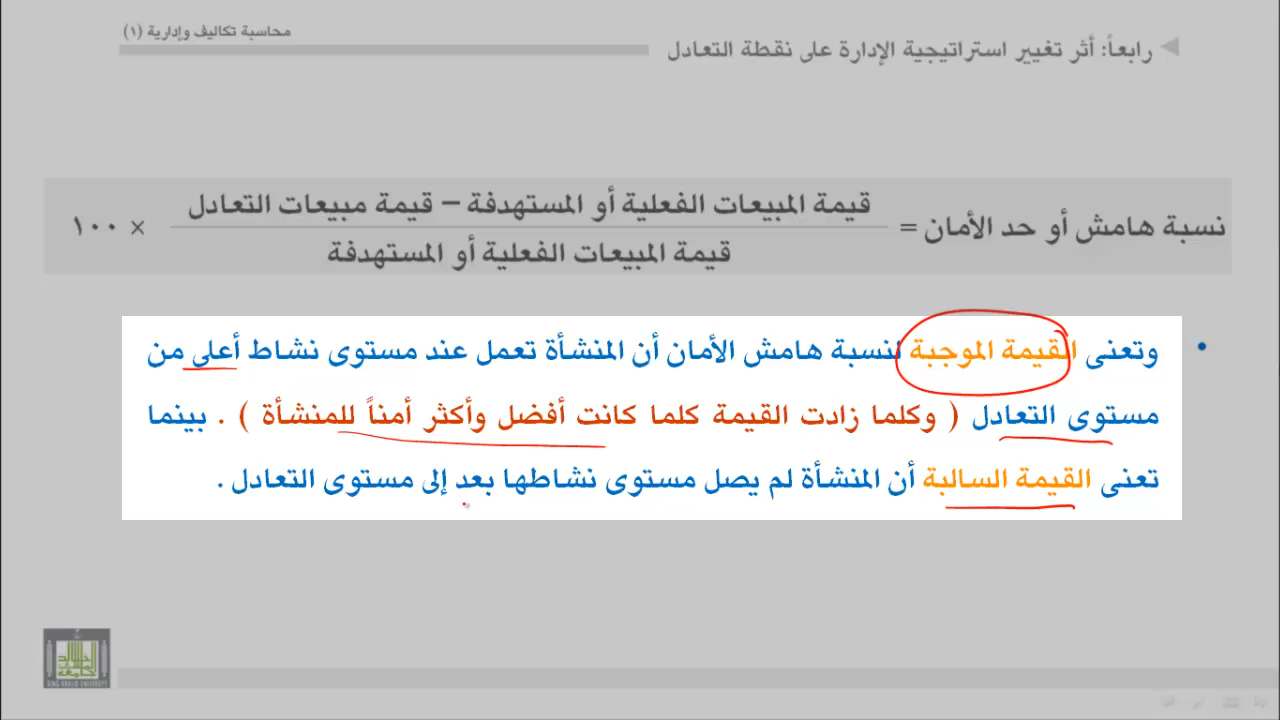 محاسبة تكاليف وإدارية (١)
رابعاً: أثر تغيير استراتيجية الإدارة على نقطة التعادل
نسبة هامش أو حد الأمان = قيمة المبيعات الفعلية أو المستهدفة – قيمة مبيعات التعادل × ١٠٠
قيمة المبيعات الفعلية أو المستهدفة
• وتعنى القيمة الموجبة لنسبة هامش الأمان أن المنشأة تعمل عند مستوى نشاط أعلى من
مستوى التعادل ( وكلما زادت القيمة كلما كانت أفضل وأكثر أمناً للمنشأة ) . بينما
تعنى القيمة السالبة أن المنشأة لم يصل مستوى نشاطها بعد إلى مستوى التعادل .
KING KHALID UNIVERSITY